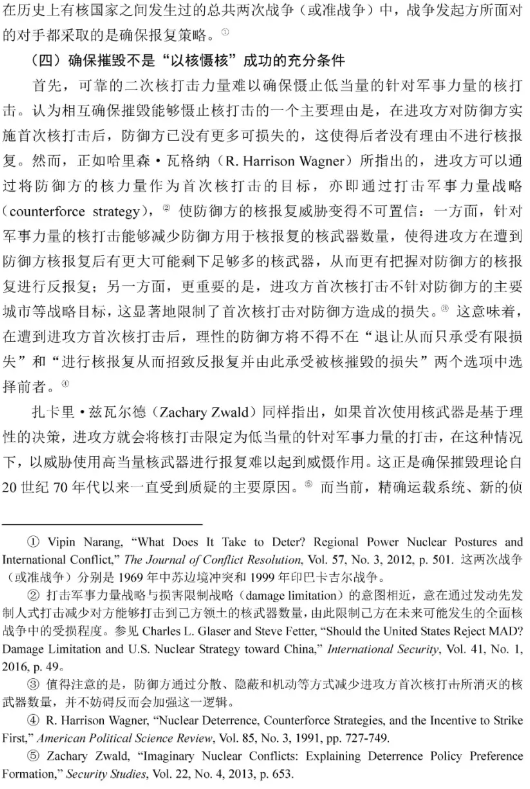 在历史上有核国家之间发生过的总共两次战争（或准战争）中，战争发起方所面对
的对手都采取的是确保报复策略。①
（四）确保摧毁不是“以核慑核”成功的充分条件
首先，可靠的二次核打击力量难以确保慑止低当量的针对军事力量的核打
击。认为相互确保摧毁能够慑止核打击的一个主要理由是，在进攻方对防御方实
施首次核打击后，防御方已没有更多可损失的，这使得后者没有理由不进行核报
复。然而，正如哈里森·瓦格纳（R. Harrison Wagner）所指出的，进攻方可以通
过将防御方的核力量作为首次核打击的目标，亦即通过打击军事力量战略
（counterforce strategy），② 使防御方的核报复威胁变得不可置信：一方面，针对
军事力量的核打击能够减少防御方用于核报复的核武器数量，使得进攻方在遭到
防御方核报复后有更大可能剩下足够多的核武器，从而更有把握对防御方的核报
复进行反报复；另一方面，更重要的是，进攻方首次核打击不针对防御方的主要
城市等战略目标，这显著地限制了首次核打击对防御方造成的损失。③ 这意味着，
在遭到进攻方首次核打击后，理性的防御方将不得不在“退让从而只承受有限损
失”和“进行核报复从而招致反报复并由此承受被核摧毁的损失”两个选项中选
择前者。④
扎卡里·兹瓦尔德（Zachary Zwald）同样指出，如果首次使用核武器是基于理
性的决策，进攻方就会将核打击限定为低当量的针对军事力量的打击，在这种情况
下，以威胁使用高当量核武器进行报复难以起到威慑作用。这正是确保摧毁理论自
20 世纪 70 年代以来一直受到质疑的主要原因。⑤ 而当前，精确运载系统、新的侦
① Vipin Narang, “What Does It Take to Deter? Regional Power Nuclear Postures and
International Conflict,” The Journal of Conflict Resolution, Vol. 57, No. 3, 2012, p. 501. 这两次战争
（或准战争）分别是 1969 年中苏边境冲突和 1999 年印巴卡吉尔战争。
② 打击军事力量战略与损害限制战略（damage limitation）的意图相近，意在通过发动先发
制人式打击减少对方能够打击到己方领土的核武器数量，由此限制己方在未来可能发生的全面核
战争中的受损程度。参见 Charles L. Glaser and Steve Fetter, “Should the United States Reject MAD?
Damage Limitation and U.S. Nuclear Strategy toward China,” International Security, Vol. 41, No. 1,
2016, p. 49。
③ 值得注意的是，防御方通过分散、隐蔽和机动等方式减少进攻方首次核打击所消灭的核
武器数量，并不妨碍反而会加强这一逻辑。
④ R. Harrison Wagner, “Nuclear Deterrence, Counterforce Strategies, and the Incentive to Strike
First,” American Political Science Review, Vol. 85, No. 3, 1991, pp. 727-749.
⑤ Zachary Zwald, “Imaginary Nuclear Conflicts: Explaining Deterrence Policy Preference
Formation,” Security Studies, Vol. 22, No. 4, 2013, p. 653.